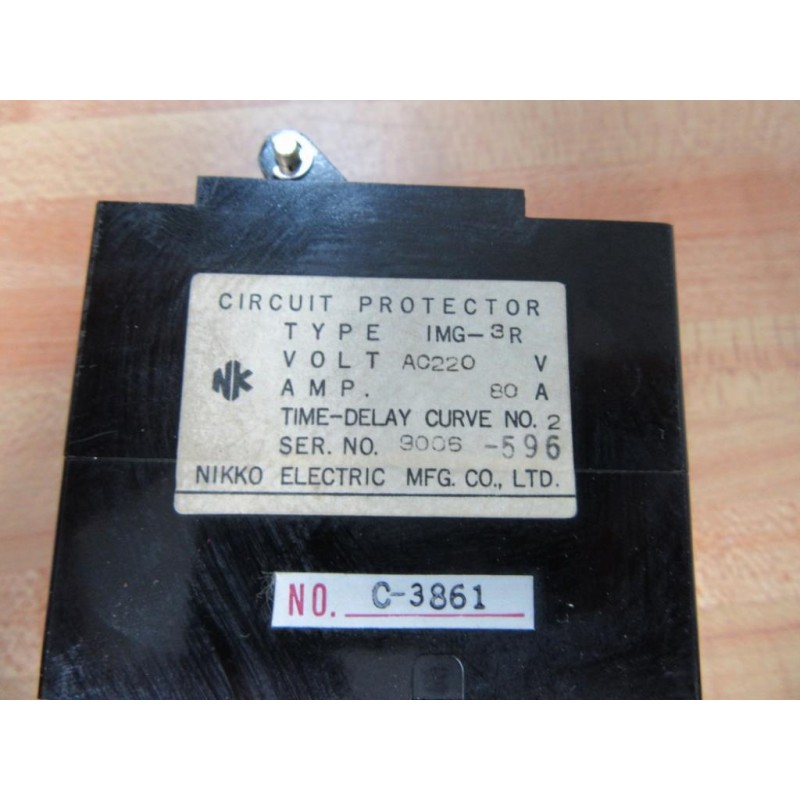 CIRCUIT PROTECTOR
TYPE IMG-3R
VOLT AC220 V
NK AMP. 80 A
TIME-DELAY CURVE NO. 2
SER. NO. 9006 -596
NIKKO ELECTRIC MFG. CO., LTD.
NO. C-3861